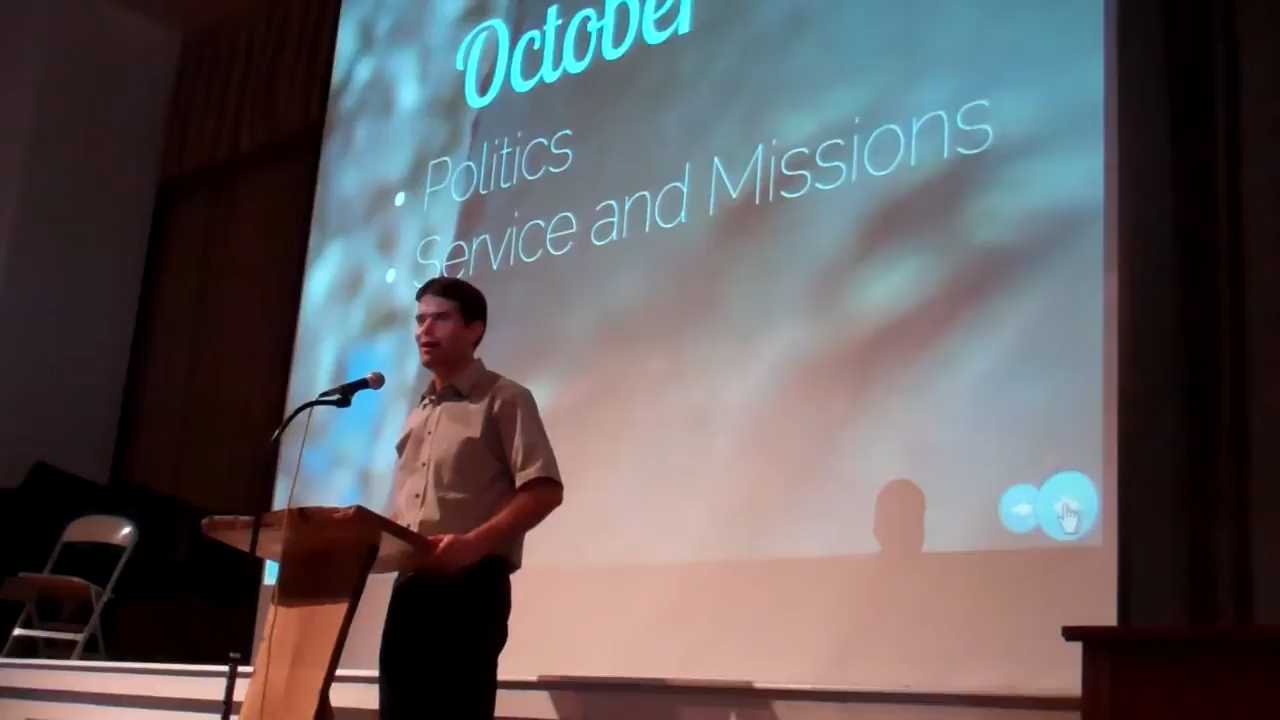 October
• Politics
• Service and Missions